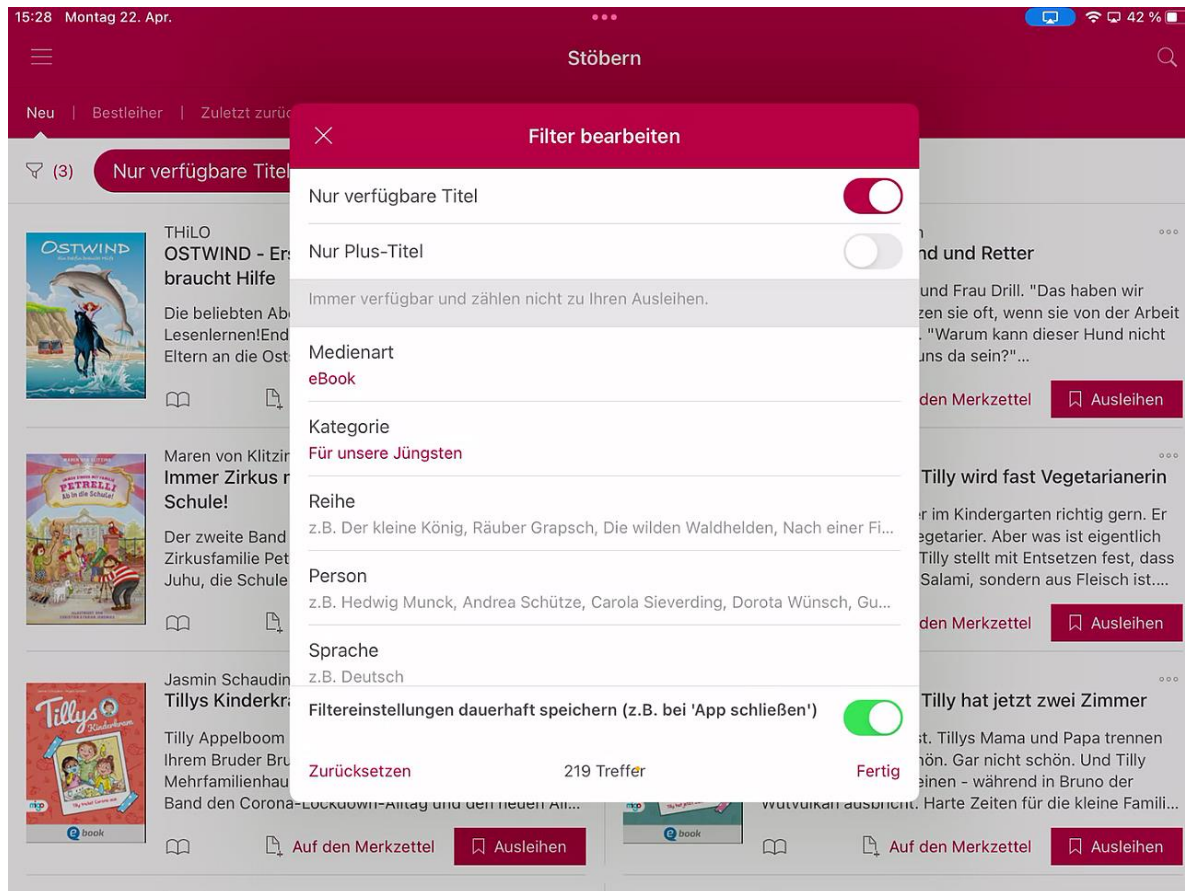 15:28 Montag 22. Apr.
42 %
Stöbern
Neu | Bestleiher | Zuletzt zurüc
(3) Nur verfügbare Titel
Filter bearbeiten
Nur verfügbare Titel
Nur Plus-Titel
Immer verfügbar und zählen nicht zu Ihren Ausleihen.
Medienart
eBook
Kategorie
Für unsere Jüngsten
Reihe
z.B. Der kleine König, Räuber Grapsch, Die wilden Waldhelden, Nach einer Fi...
Person
z.B. Hedwig Munck, Andrea Schütze, Carola Sieverding, Dorota Wünsch, Gu...
Sprache
z.B. Deutsch
Filtereinstellungen dauerhaft speichern (z.B. bei 'App schließen')
Zurücksetzen 219 Treffer Fertig
OSTWIND
THiLO
OSTWIND - Ers
braucht Hilfe
Die beliebten Ab
Lesenlernen!End
Eltern an die Ost
nd und Retter
und Frau Drill. "Das haben wir
zen sie oft, wenn sie von der Arbeit
. "Warum kann dieser Hund nicht
uns da sein?"...
den Merkzettel Ausleihen
PETRELLI
Ab in die Schule!
Maren von Klitzin
Immer Zirkus r
Schule!
Der zweite Band
Zirkusfamilie Pet
Juhu, die Schule
Tilly wird fast Vegetarianerin
r im Kindergarten richtig gern. Er
egetarier. Aber was ist eigentlich
Tilly stellt mit Entsetzen fest, dass
Salami, sondern aus Fleisch ist....
den Merkzettel Ausleihen
Tillys
Kinderkram
migo
e book
Jasmin Schaudin
Tillys Kinderkra
Tilly Appelboom
Ihrem Bruder Bru
Mehrfamilienhau
Band den Corona-Lockdown-Alltag und den neuen All...
Auf den Merkzettel Ausleihen
Tilly hat jetzt zwei Zimmer
st. Tillys Mama und Papa trennen
hön. Gar nicht schön. Und Tilly
einen - während in Bruno der
Wutvulkan ausbricht. Harte Zeiten für die kleine Famili...
migo
e book
Auf den Merkzettel Ausleihen